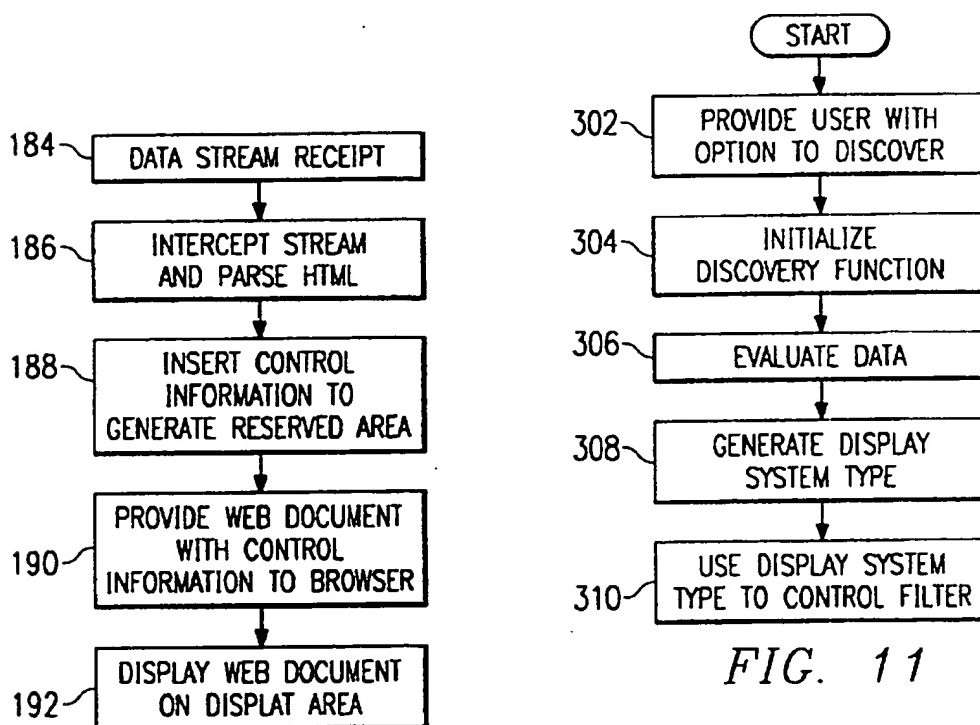 184
DATA STREAM RECEIPT
186
INTERCEPT STREAM
AND PARSE HTML
188
INSERT CONTROL
INFORMATION TO
GENERATE RESERVED AREA
190
PROVIDE WEB DOCUMENT
WITH CONTROL
INFORMATION TO BROWSER
192
DISPLAY WEB DOCUMENT
ON DISPLAT AREA
START
302
PROVIDE USER WITH
OPTION TO DISCOVER
304
INITIALIZE
DISCOVERY FUNCTION
306
EVALUATE DATA
308
GENERATE DISPLAY
SYSTEM TYPE
310
USE DISPLAY SYSTEM
TYPE TO CONTROL FILTER
FIG. 11